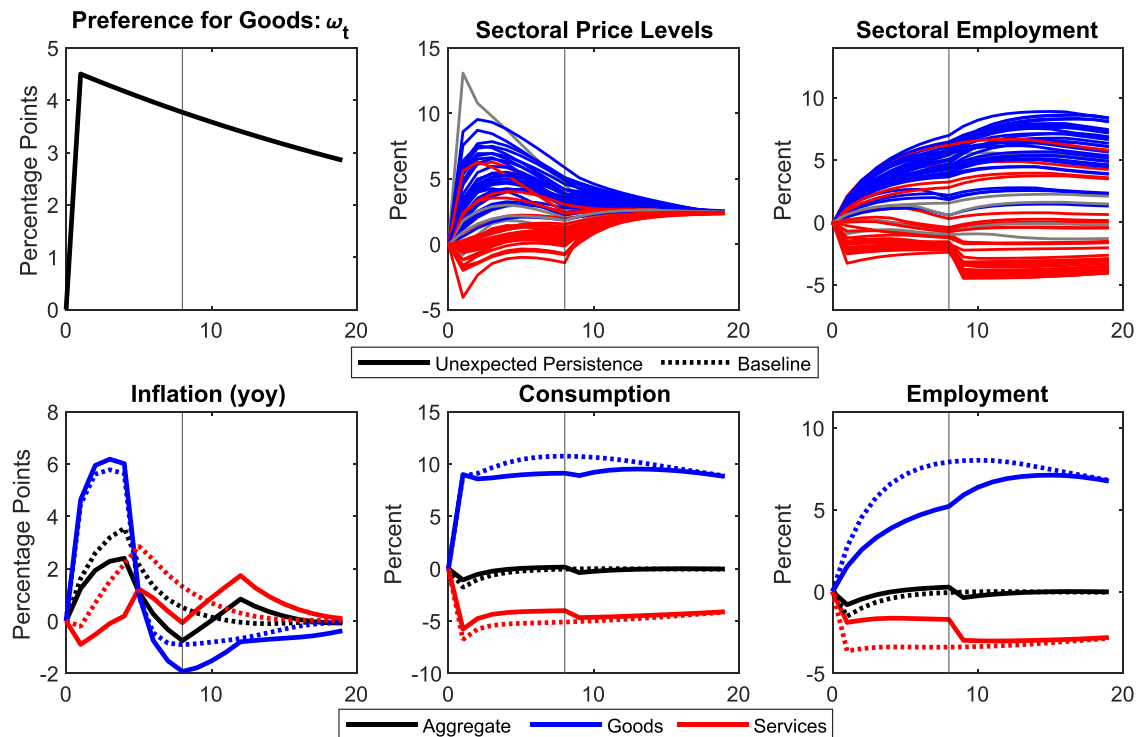 Preference for Goods: ωt
Sectoral Price Levels
Sectoral Employment
Percentage Points
5
4
3
2
1
0
0 10 20
Percent
15
10
5
0
-5
0 10 20
Percent
10
5
0
-5
0 10 20
Unexpected Persistence Baseline
Inflation (yoy)
Consumption
Employment
Percentage Points
8
6
4
2
0
-2
0 10 20
Percent
15
10
5
0
-5
-10
0 10 20
Percent
10
5
0
-5
0 10 20
Aggregate Goods Services